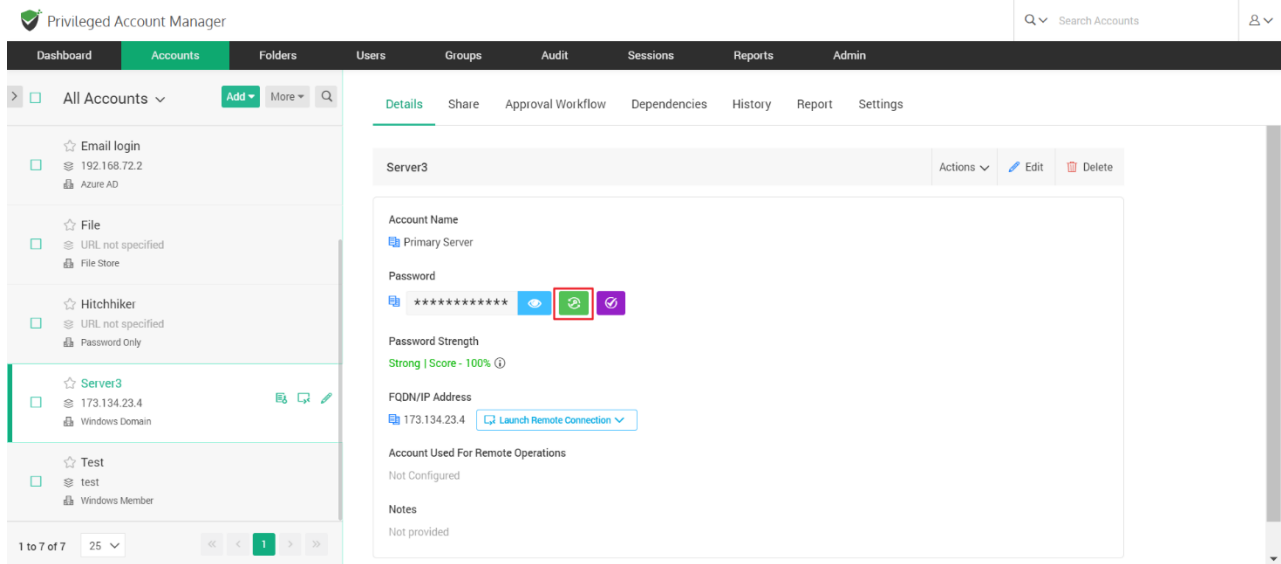 Privileged Account Manager
Search Accounts
Dashboard Accounts Folders Users Groups Audit Sessions Reports Admin
All Accounts Add More
Email login
192.168.72.2
Azure AD
File
URL not specified
File Store
Hitchhiker
URL not specified
Password Only
Server3
173.134.23.4
Windows Domain
Test
test
Windows Member
1 to 7 of 7 25 « < 1 > »
Details Share Approval Workflow Dependencies History Report Settings
Server3 Actions Edit Delete
Account Name
Primary Server
Password
************
Password Strength
Strong | Score - 100%
FQDN/IP Address
173.134.23.4 Launch Remote Connection
Account Used For Remote Operations
Not Configured
Notes
Not provided